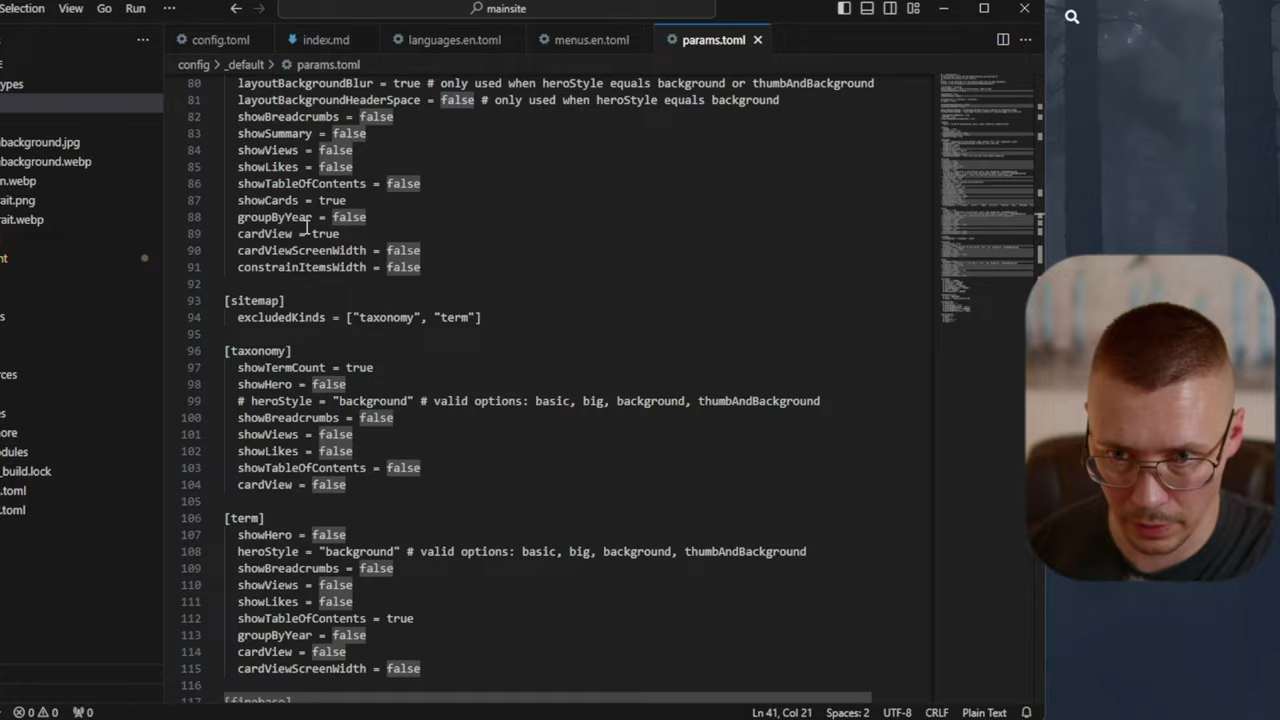 Selection View Go Run ··· mainsite
config.toml index.md languages.en.toml menus.en.toml params.toml
config > _default > params.toml
ypes
background.jpg
background.webp
n.webp
rait.png
rait.webp
nt
s
rces
s
ore
odules
_build.lock
.toml
.toml
80 layoutBackgroundBlur = true # only used when heroStyle equals background or thumbAndBackground
81 layoutBackgroundHeaderSpace = false # only used when heroStyle equals background
82 showBreadcrumbs = false
83 showSummary = false
84 showViews = false
85 showLikes = false
86 showTableOfContents = false
87 showCards = true
88 groupByYear = false
89 cardView = true
90 cardViewScreenWidth = false
91 constrainItemsWidth = false
92
93 [sitemap]
94 excludedKinds = ["taxonomy", "term"]
95
96 [taxonomy]
97 showTermCount = true
98 showHero = false
99 # heroStyle = "background" # valid options: basic, big, background, thumbAndBackground
100 showBreadcrumbs = false
101 showViews = false
102 showLikes = false
103 showTableOfContents = false
104 cardView = false
105
106 [term]
107 showHero = false
108 heroStyle = "background" # valid options: basic, big, background, thumbAndBackground
109 showBreadcrumbs = false
110 showViews = false
111 showLikes = false
112 showTableOfContents = true
113 groupByYear = false
114 cardView = false
115 cardViewScreenWidth = false
116
117 [firebase]
0 0 0 Ln 41, Col 21 Spaces: 2 UTF-8 CRLF Plain Text